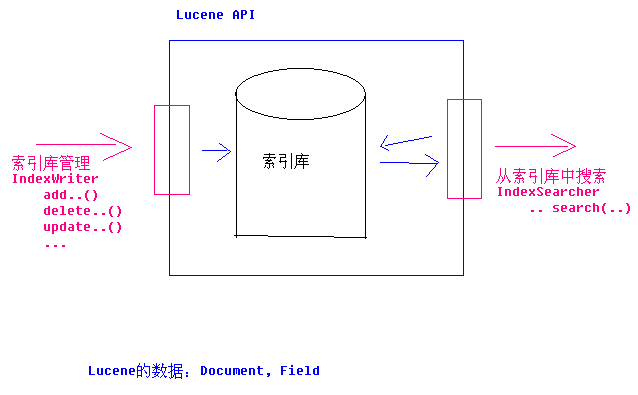 Lucene API
索引库
索引库管理
IndexWriter
add..()
delete..()
update..()
...
从索引库中搜索
IndexSearcher
.. search(..)
Lucene的数据: Document, Field